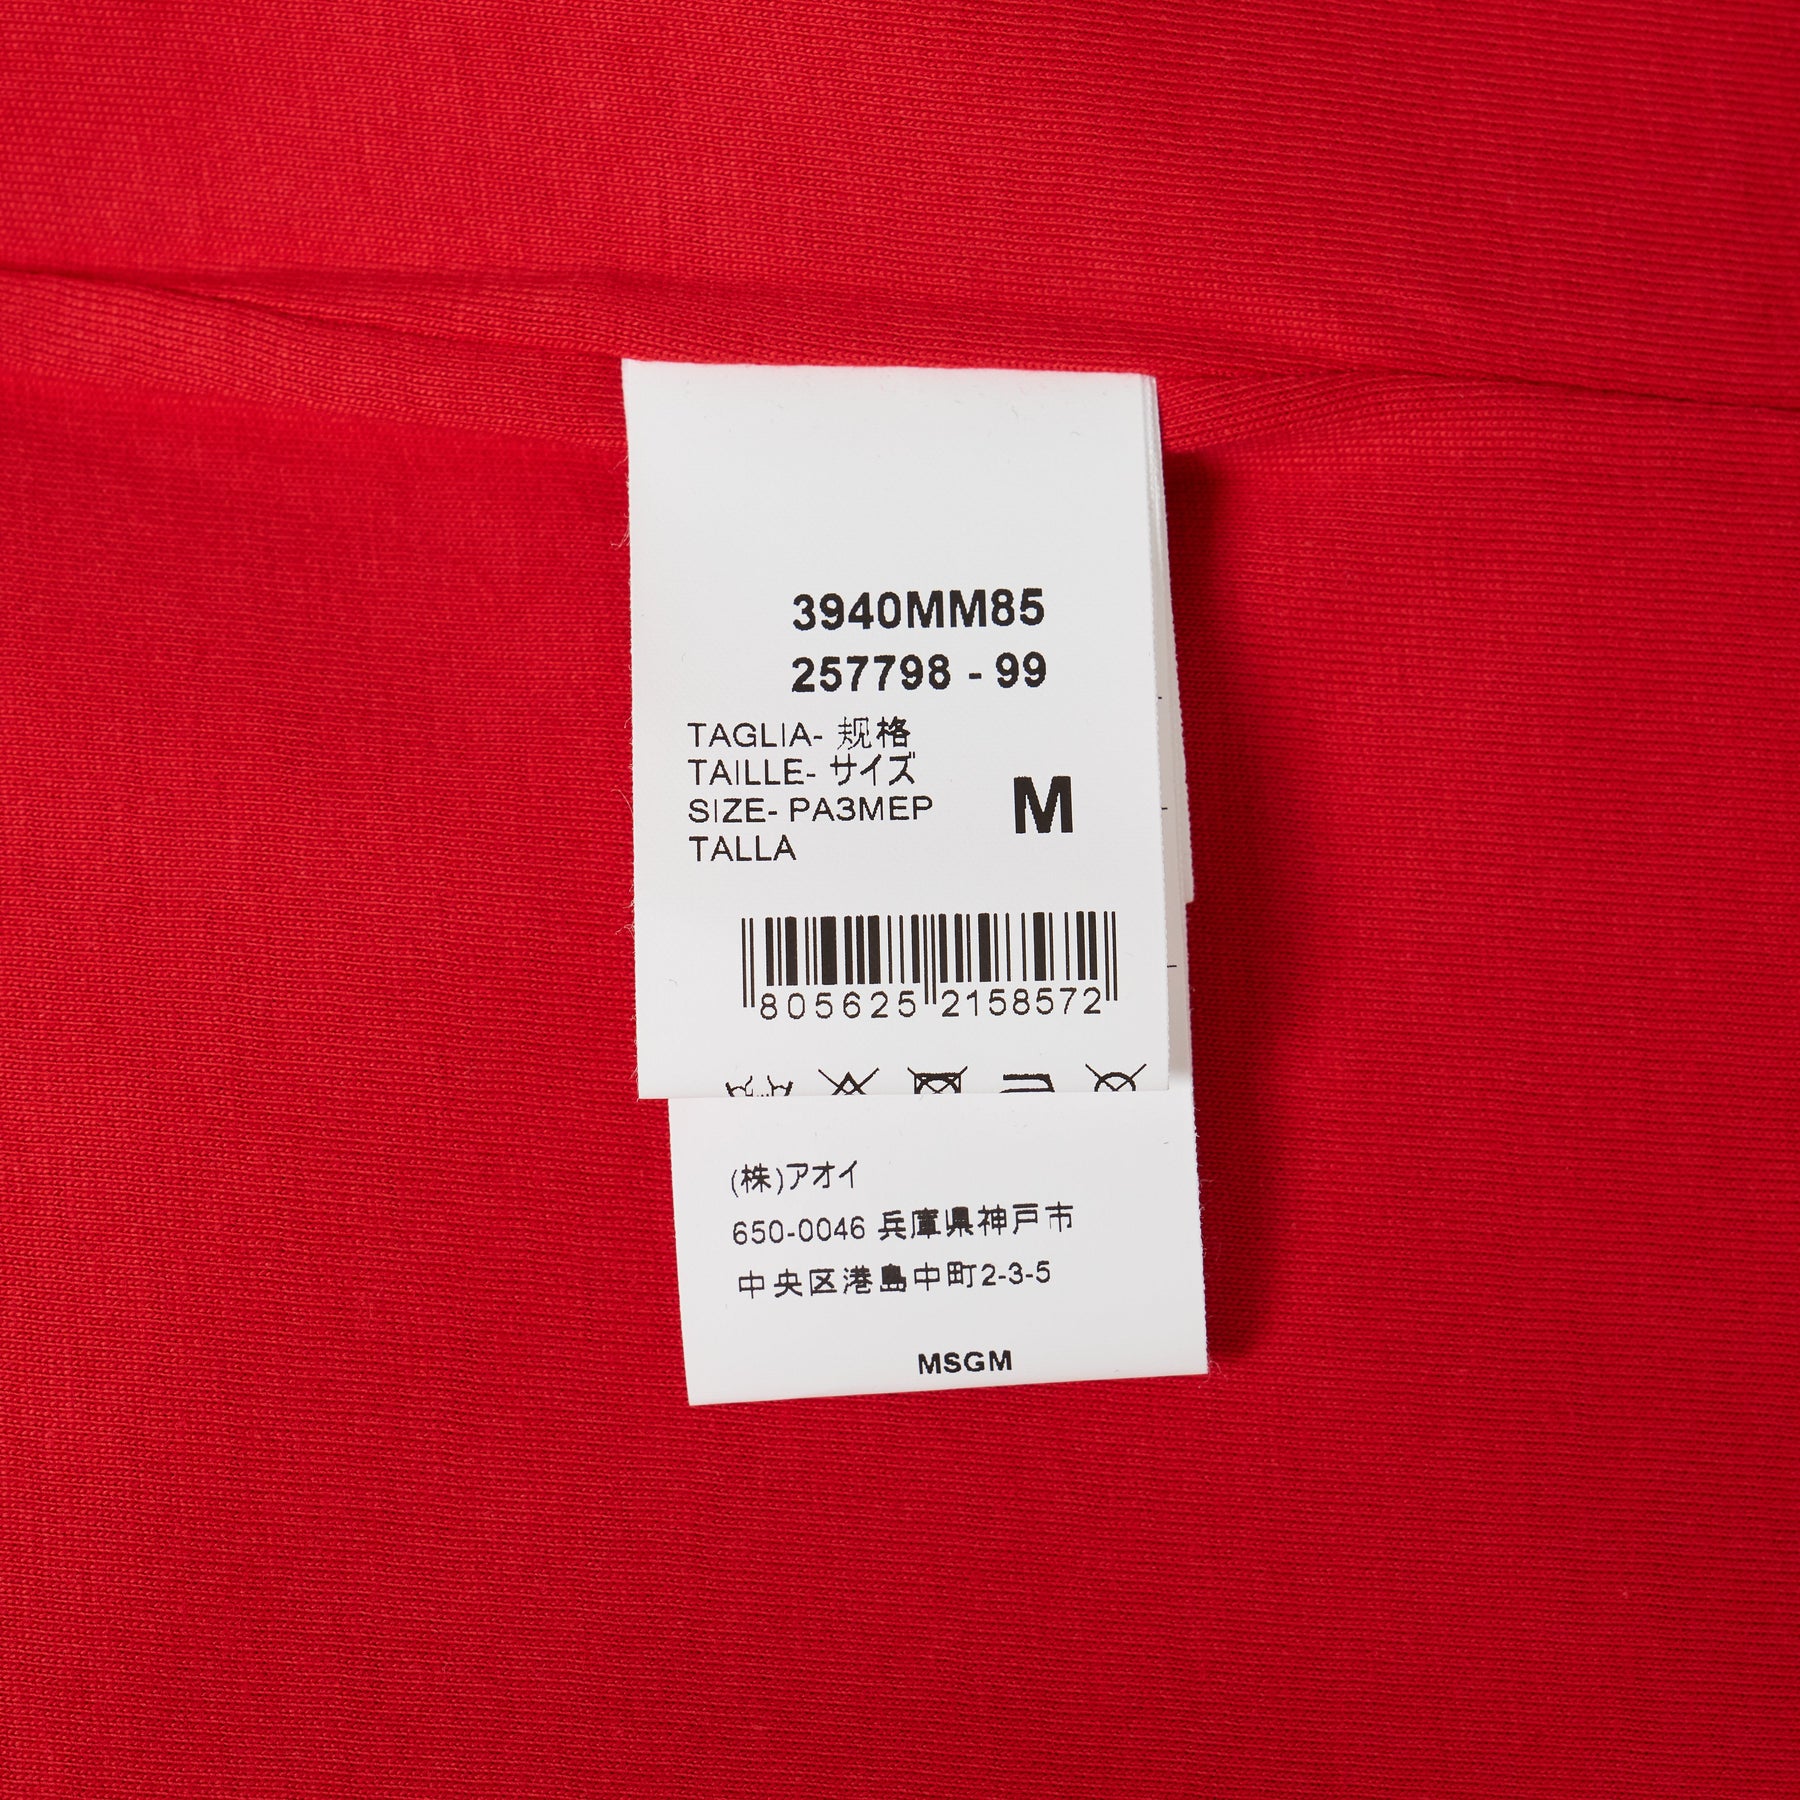 3940MM85
257798 - 99
TAGLIA- 规格
TAILLE- サイズ
SIZE- РАЗМЕР
TALLA
M
805625 2158572
(株)アオイ
650-0046 兵庫県神戸市
中央区港島中町2-3-5
MSGM